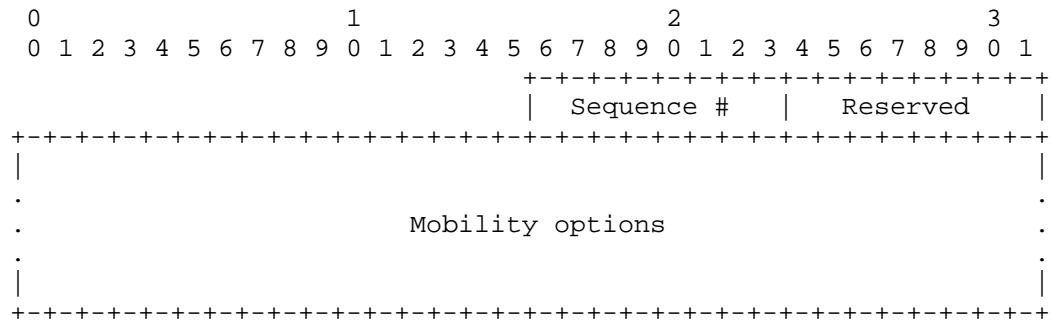 0                   1                   2                   3
 0 1 2 3 4 5 6 7 8 9 0 1 2 3 4 5 6 7 8 9 0 1 2 3 4 5 6 7 8 9 0 1
                                +-+-+-+-+-+-+-+-+-+-+-+-+-+-+-+-+
                                |  Sequence #   |   Reserved    |
+-+-+-+-+-+-+-+-+-+-+-+-+-+-+-+-+-+-+-+-+-+-+-+-+-+-+-+-+-+-+-+-+
|                                                               |
.                                                               .
.                        Mobility options                       .
.                                                               .
|                                                               |
+-+-+-+-+-+-+-+-+-+-+-+-+-+-+-+-+-+-+-+-+-+-+-+-+-+-+-+-+-+-+-+-+